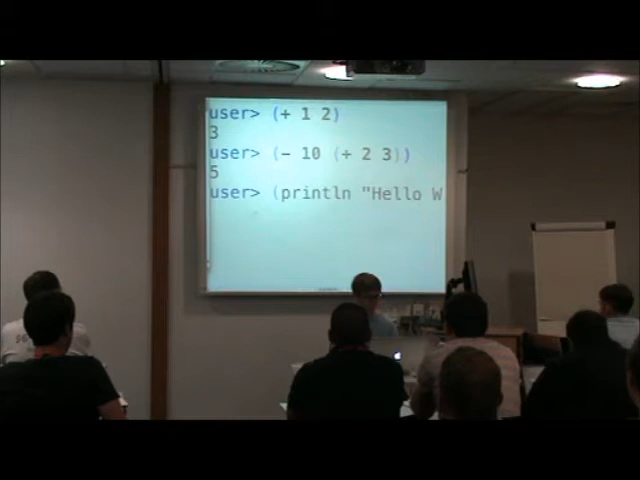 user> (+ 1 2)
3
user> (- 10 (+ 2 3))
5
user> (println "Hello W